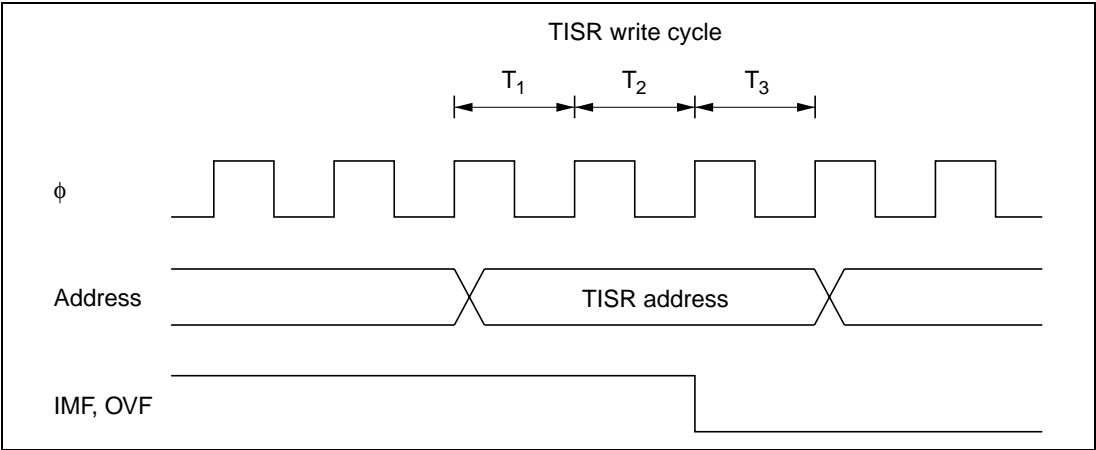 TISR write cycle
T1 T2 T3
ϕ
Address TISR address
IMF, OVF